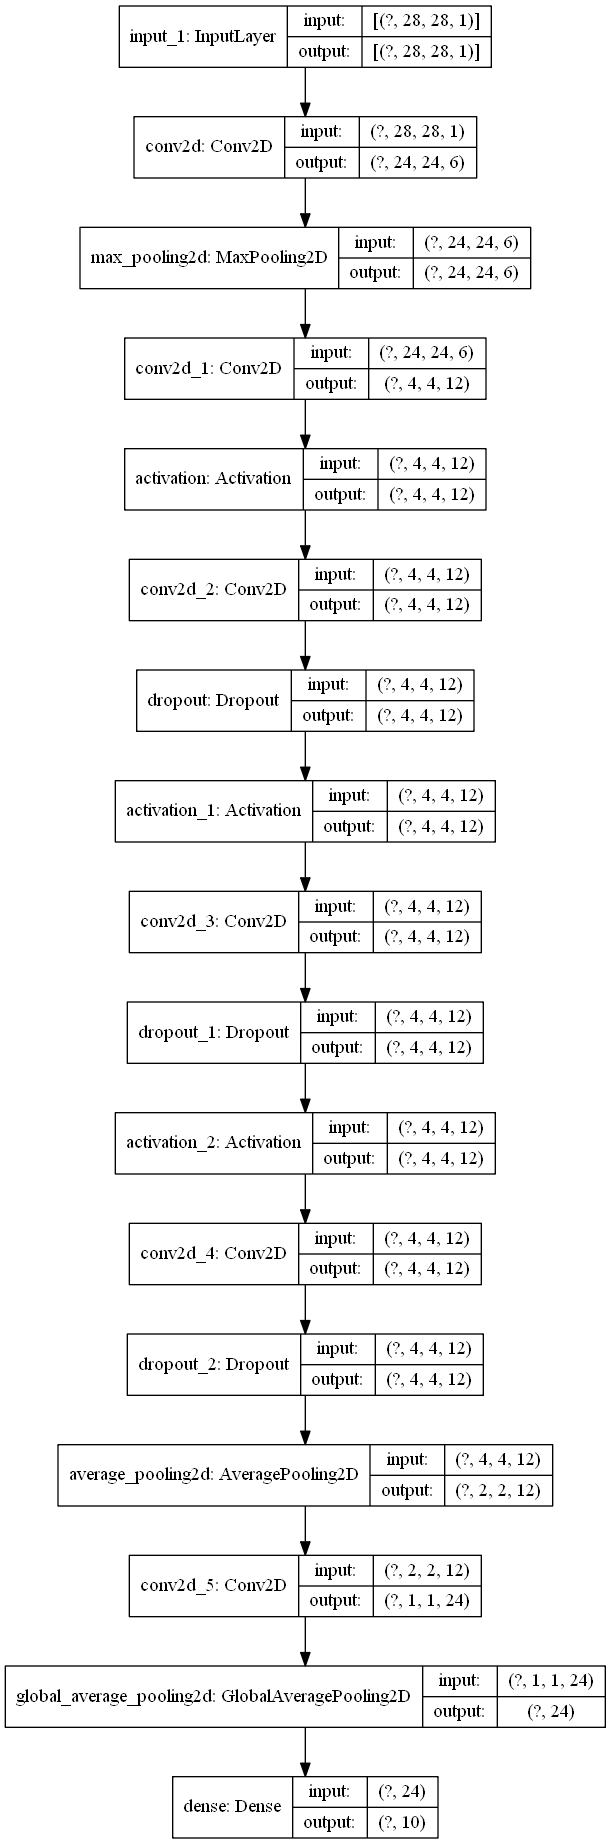 input_1: InputLayer
input: [(?, 28, 28, 1)]
output: [(?, 28, 28, 1)]
conv2d: Conv2D
input: (?, 28, 28, 1)
output: (?, 24, 24, 6)
max_pooling2d: MaxPooling2D
input: (?, 24, 24, 6)
output: (?, 24, 24, 6)
conv2d_1: Conv2D
input: (?, 24, 24, 6)
output: (?, 4, 4, 12)
activation: Activation
input: (?, 4, 4, 12)
output: (?, 4, 4, 12)
conv2d_2: Conv2D
input: (?, 4, 4, 12)
output: (?, 4, 4, 12)
dropout: Dropout
input: (?, 4, 4, 12)
output: (?, 4, 4, 12)
activation_1: Activation
input: (?, 4, 4, 12)
output: (?, 4, 4, 12)
conv2d_3: Conv2D
input: (?, 4, 4, 12)
output: (?, 4, 4, 12)
dropout_1: Dropout
input: (?, 4, 4, 12)
output: (?, 4, 4, 12)
activation_2: Activation
input: (?, 4, 4, 12)
output: (?, 4, 4, 12)
conv2d_4: Conv2D
input: (?, 4, 4, 12)
output: (?, 4, 4, 12)
dropout_2: Dropout
input: (?, 4, 4, 12)
output: (?, 4, 4, 12)
average_pooling2d: AveragePooling2D
input: (?, 4, 4, 12)
output: (?, 2, 2, 12)
conv2d_5: Conv2D
input: (?, 2, 2, 12)
output: (?, 1, 1, 24)
global_average_pooling2d: GlobalAveragePooling2D
input: (?, 1, 1, 24)
output: (?, 24)
dense: Dense
input: (?, 24)
output: (?, 10)